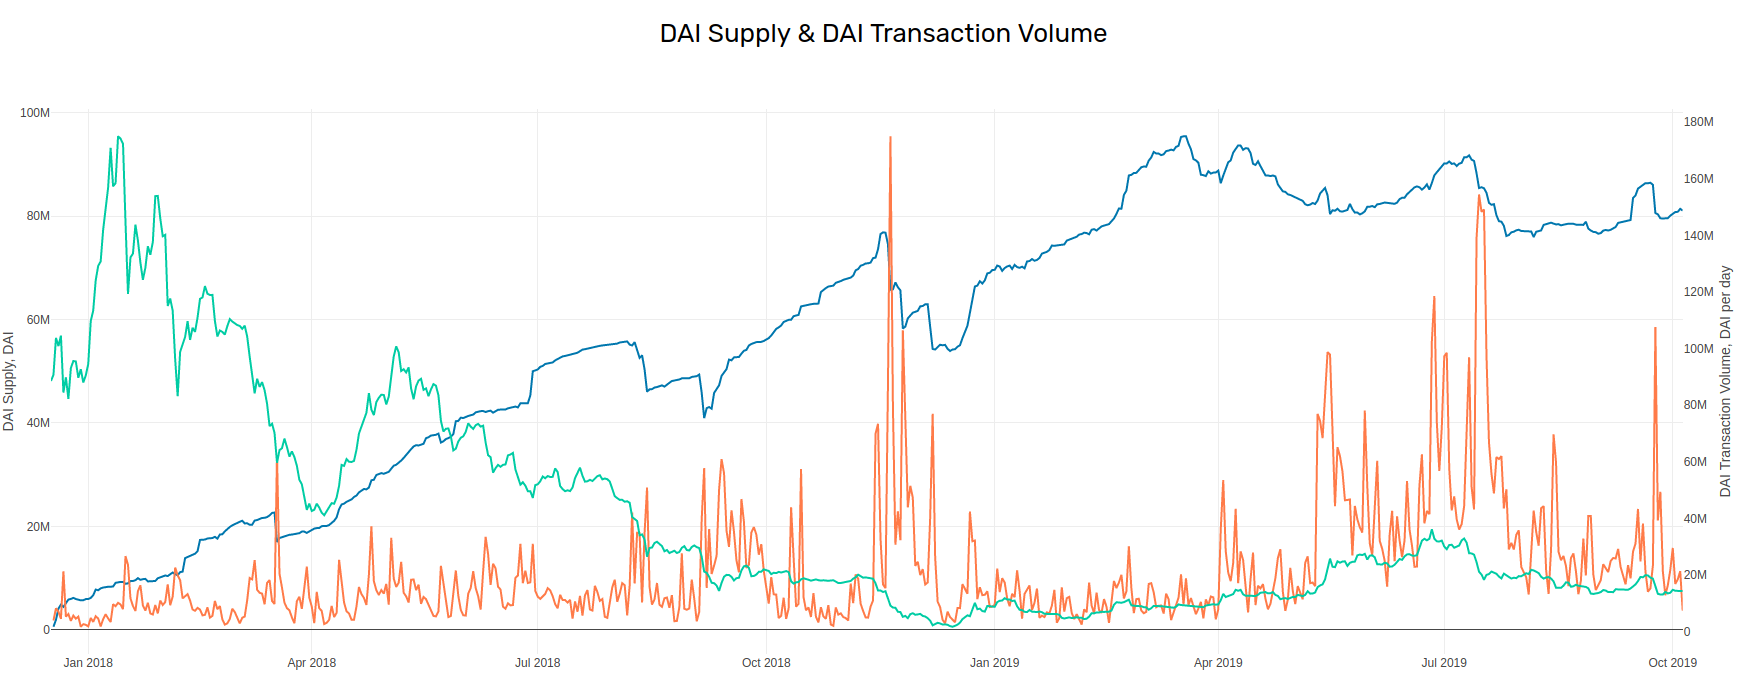 DAI Supply & DAI Transaction Volume
100M
80M
60M
40M
20M
0
DAI Supply, DAI
180M
160M
140M
120M
100M
80M
60M
40M
20M
0
DAI Transaction Volume, DAI per day
Jan 2018
Apr 2018
Jul 2018
Oct 2018
Jan 2019
Apr 2019
Jul 2019
Oct 2019